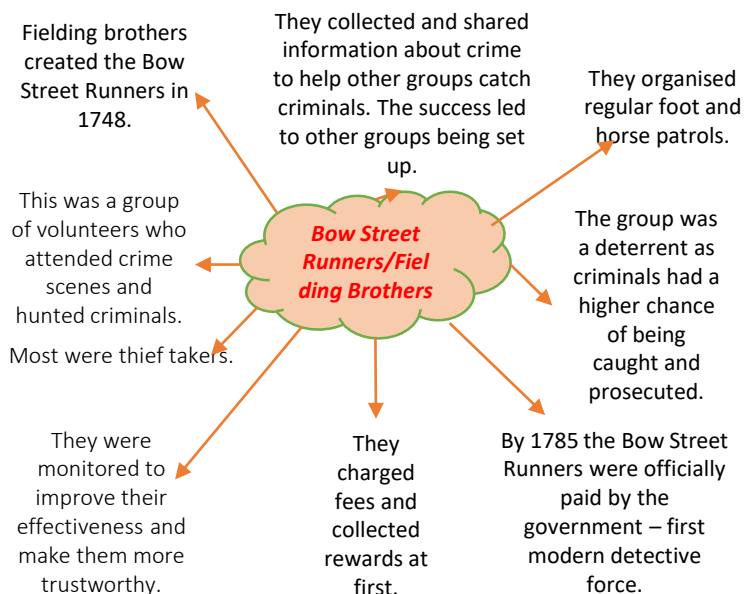 Fielding brothers
created the Bow
Street Runners in
1748.
They collected and shared
information about crime
to help other groups catch
criminals. The success led
to other groups being set
up.
They organised
regular foot and
horse patrols.
This was a group
of volunteers who
attended crime
scenes and
hunted criminals.
Most were thief takers.
Bow Street
Runners/Fiel
ding Brothers
The group was
a deterrent as
criminals had a
higher chance
of being
caught and
prosecuted.
They were
monitored to
improve their
effectiveness and
make them more
trustworthy.
They
charged
fees and
collected
rewards at
first.
By 1785 the Bow Street
Runners were officially
paid by the
government – first
modern detective
force.